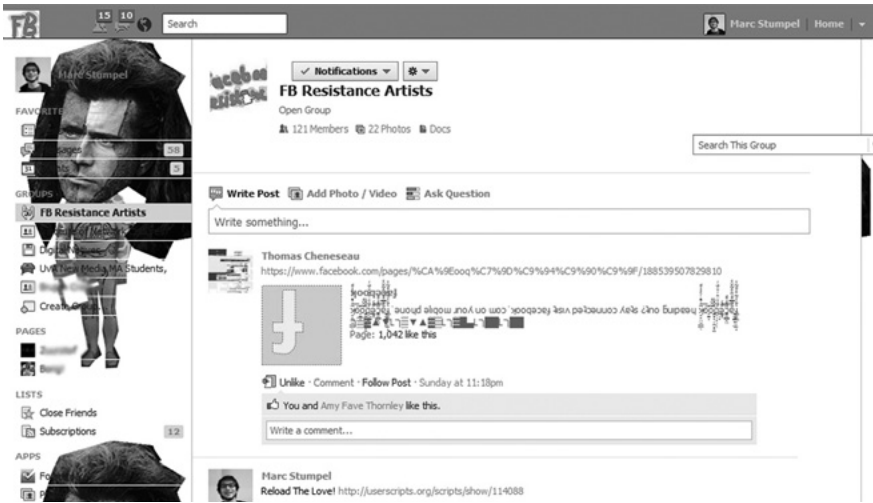 FB
15 10
Search
Marc Stumpel Home
Marc Stumpel
✓ Notifications
FB Resistance Artists
Open Group
121 Members 22 Photos Docs
Search This Group
58
5
GROUPS
Write Post Add Photo / Video Ask Question
FB Resistance Artists
Write something...
UvA New Media MA Students,
Thomas Cheneseau
https://www.facebook.com/pages/%CA%9Eooq%C7%9D%C9%94%C9%90%C9%9F/188539507829810
Page: 1,042 like this
PAGES
Unlike · Comment · Follow Post · Sunday at 11:18pm
LISTS
You and Amy Fave Thornley like this.
Close Friends
Subscriptions 12
Write a comment...
APPS
Marc Stumpel
Reload The Love! http://userscripts.org/scripts/show/114088